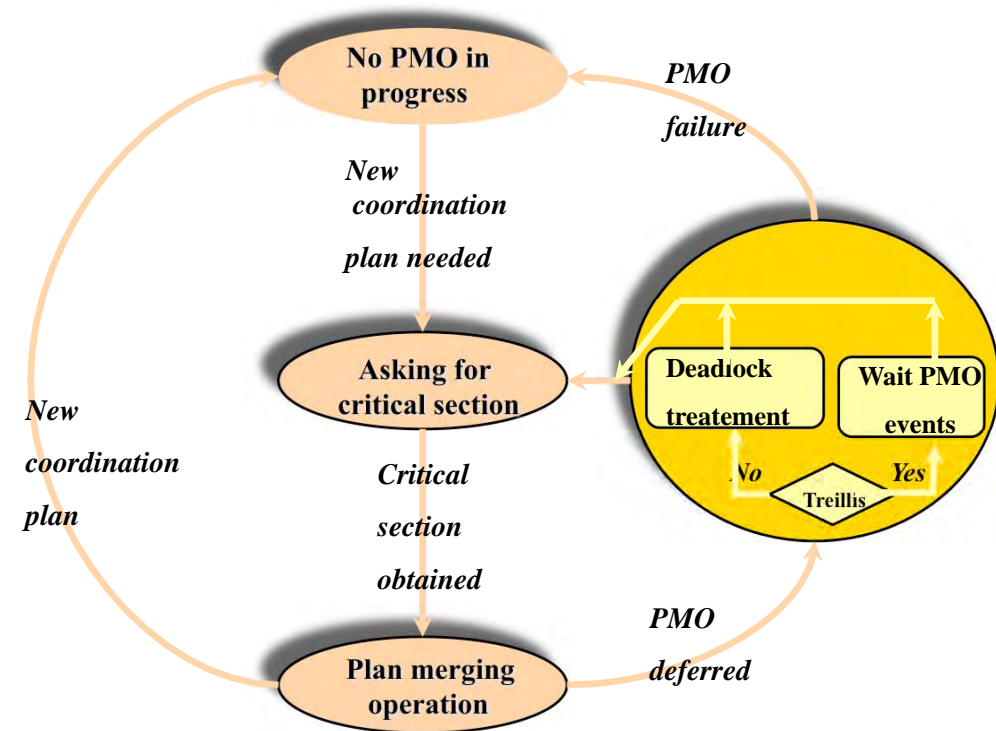 No PMO in
progress
PMO
failure
New
coordination
plan needed
Asking for
critical section
Deadlock
treatement
Wait PMO
events
No
Yes
Treillis
New
coordination
plan
Critical
section
obtained
PMO
deferred
Plan merging
operation